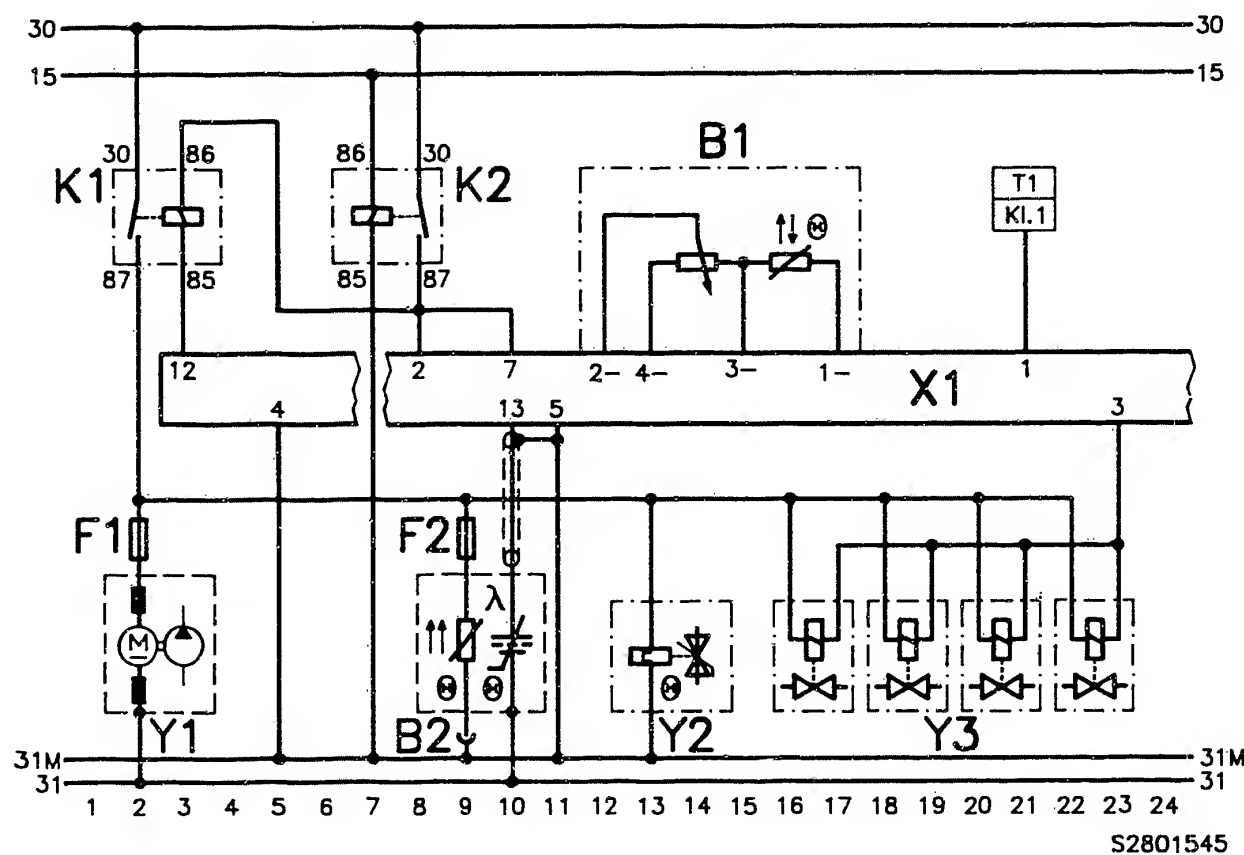 30 30
15 15
B1
30 86 86 30
K1 K2
T1
KI.1
87 85 85 87
12 2 7 2- 4- 3- 1- 1
X1
4 13 5 3
F1 F2
λ
M
Y1 B2 Y2 Y3
31M 31M
31 31
1 2 3 4 5 6 7 8 9 10 11 12 13 14 15 16 17 18 19 20 21 22 23 24
S2801545